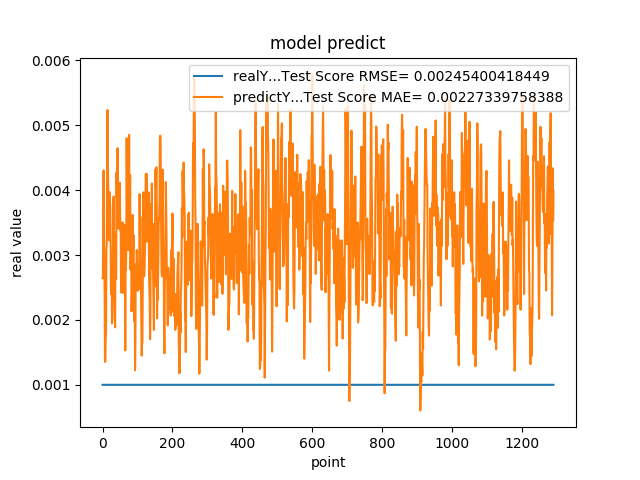 model predict
realY...Test Score RMSE= 0.00245400418449
predictY...Test Score MAE= 0.00227339758388
0.006
0.005
0.004
0.003
0.002
0.001
real value
0 200 400 600 800 1000 1200
point